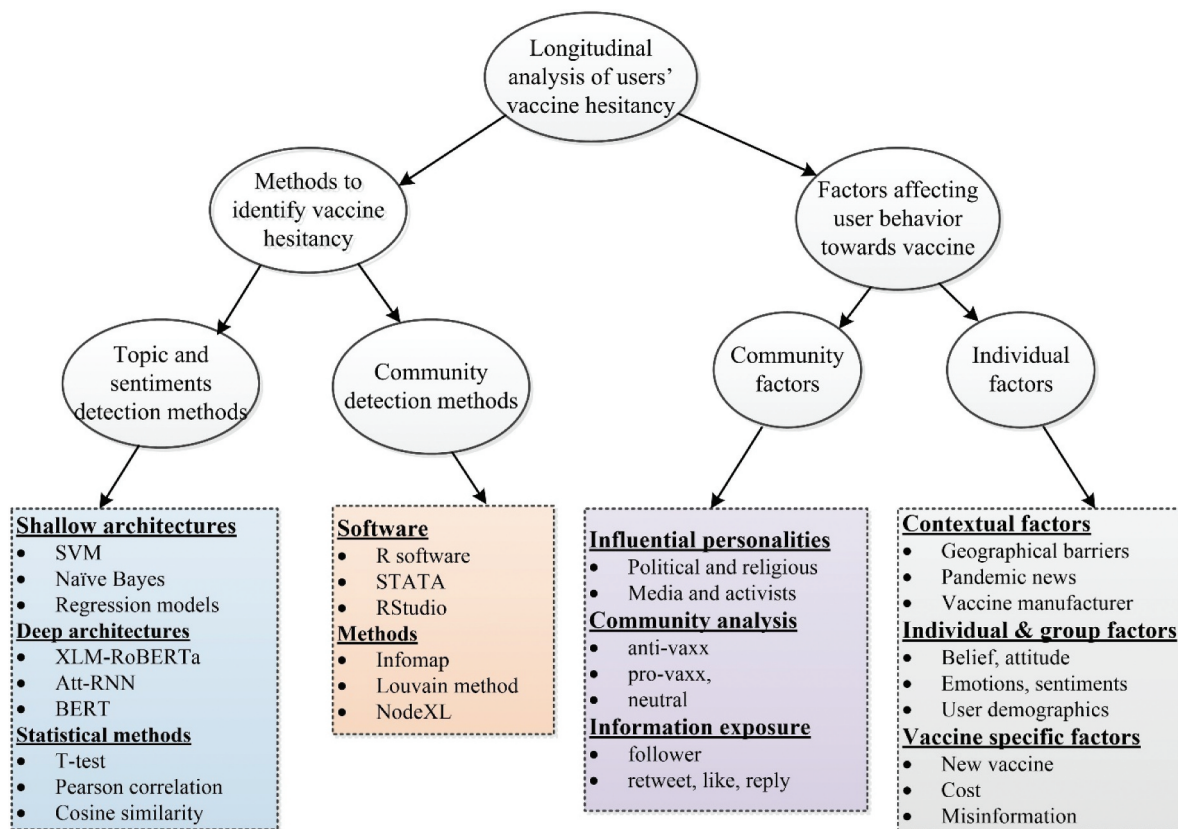 Longitudinal
analysis of users'
vaccine hesitancy
Methods to
identify vaccine
hesitancy
Factors affecting
user behavior
towards vaccine
Topic and
sentiments
detection methods
Community
detection methods
Community
factors
Individual
factors
Shallow architectures
• SVM
• Naïve Bayes
• Regression models
Deep architectures
• XLM-RoBERTa
• Att-RNN
• BERT
Statistical methods
• T-test
• Pearson correlation
• Cosine similarity
Software
• R software
• STATA
• RStudio
Methods
• Infomap
• Louvain method
• NodeXL
Influential personalities
• Political and religious
• Media and activists
Community analysis
• anti-vaxx
• pro-vaxx,
• neutral
Information exposure
• follower
• retweet, like, reply
Contextual factors
• Geographical barriers
• Pandemic news
• Vaccine manufacturer
Individual & group factors
• Belief, attitude
• Emotions, sentiments
• User demographics
Vaccine specific factors
• New vaccine
• Cost
• Misinformation